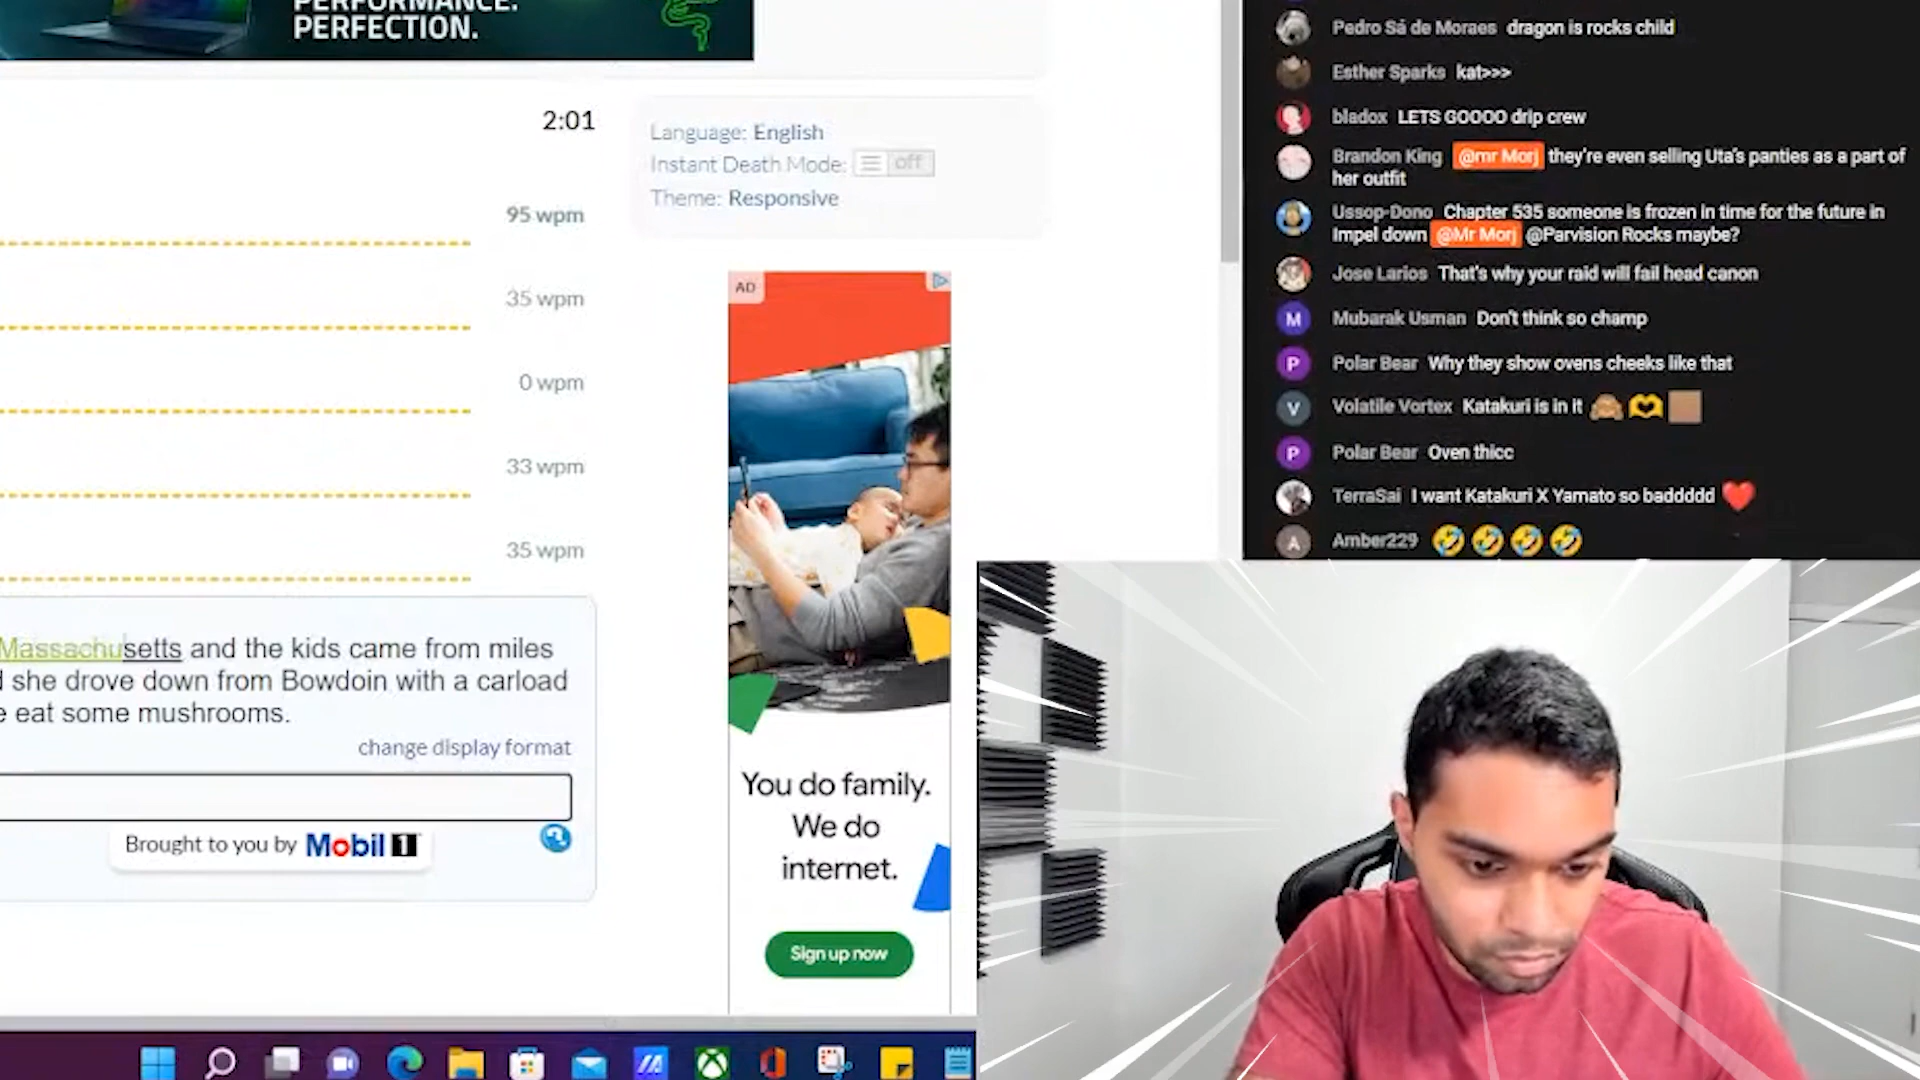 PERFORMANCE.
PERFECTION.
2:01
95 wpm
35 wpm
0 wpm
33 wpm
35 wpm
Language: English
Instant Death Mode: off
Theme: Responsive
Massachusetts and the kids came from miles
she drove down from Bowdoin with a carload
eat some mushrooms.
change display format
Brought to you by Mobil 1
AD
You do family.
We do
internet.
Sign up now
Pedro Sá de Moraes dragon is rocks child
Esther Sparks kat>>>
bladox LETS GOOOO drip crew
Brandon King @mr Morj they're even selling Uta's panties as a part of
her outfit
Ussop-Dono Chapter 535 someone is frozen in time for the future in
Impel down @Mr Morj @Parvision Rocks maybe?
Jose Larios That's why your raid will fail head canon
M Mubarak Usman Don't think so champ
P Polar Bear Why they show ovens cheeks like that
V Volatile Vortex Katakuri is in it 🙈 🫶 🏽
P Polar Bear Oven thicc
TerraSai I want Katakuri X Yamato so baddddd ❤️
A Amber229 🤣 🤣 🤣 🤣